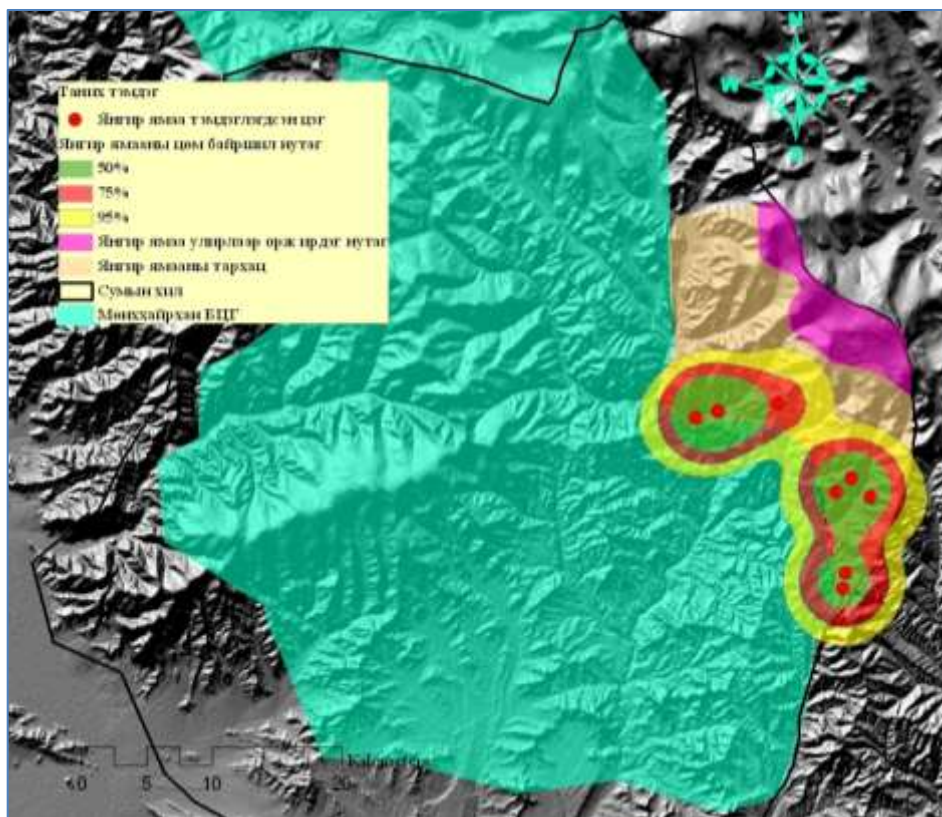 Таних тэмдэг
Янгир ямаа тэмдэглэгдсэн цэг
Янгир ямааны цөм байршил нутаг
50%
75%
95%
Янгир ямаа улирлаар орж ирдэг нутаг
Янгир ямааны тархац
Сумын хил
Мөнххайрхан БЦГ
N
W
E
Kilometers
0 5 10 20